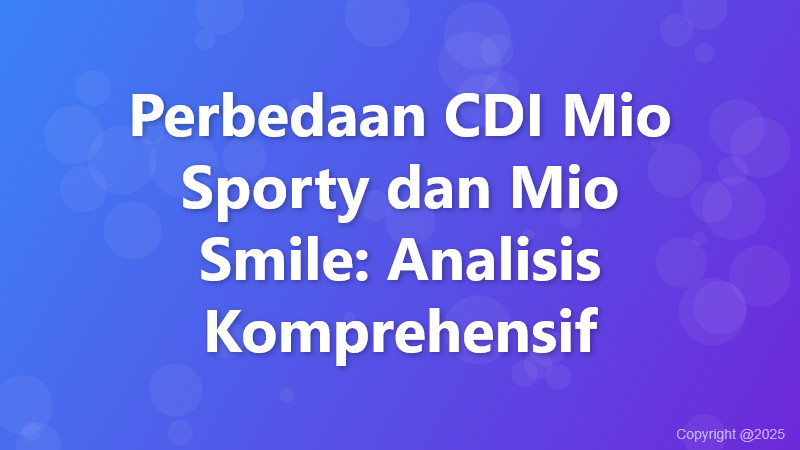 Perbedaan CDI Mio
Sporty dan Mio
Smile: Analisis
Komprehensif
Copyright @2025